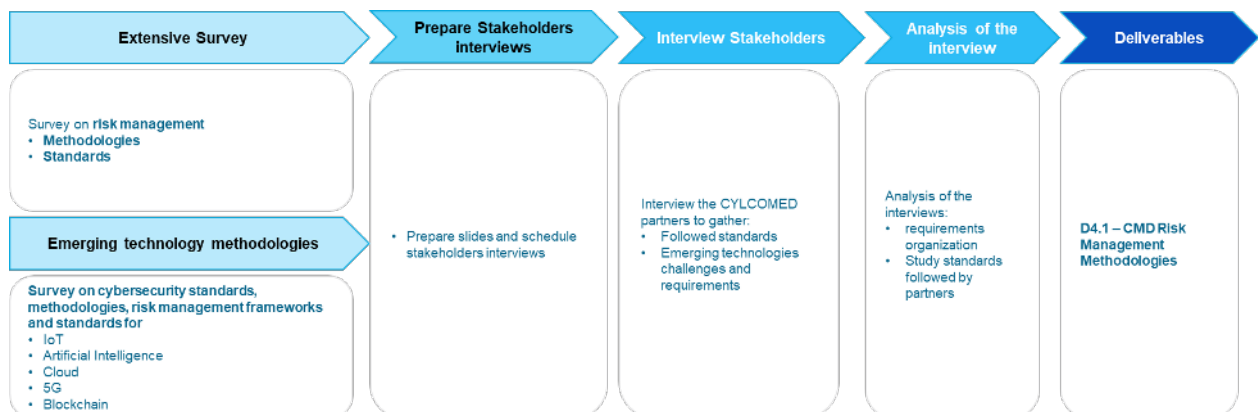 Extensive Survey
Survey on risk management
• Methodologies
• Standards
Emerging technology methodologies
Survey on cybersecurity standards,
methodologies, risk management frameworks
and standards for
• IoT
• Artificial Intelligence
• Cloud
• 5G
• Blockchain
Prepare Stakeholders
interviews
• Prepare slides and schedule
stakeholders interviews
Interview Stakeholders
Interview the CYLCOMED
partners to gather:
• Followed standards
• Emerging technologies
challenges and
requirements
Analysis of the
interview
Analysis of the
interviews:
• requirements
organization
• Study standards
followed by
partners
Deliverables
D4.1 – CMD Risk
Management
Methodologies